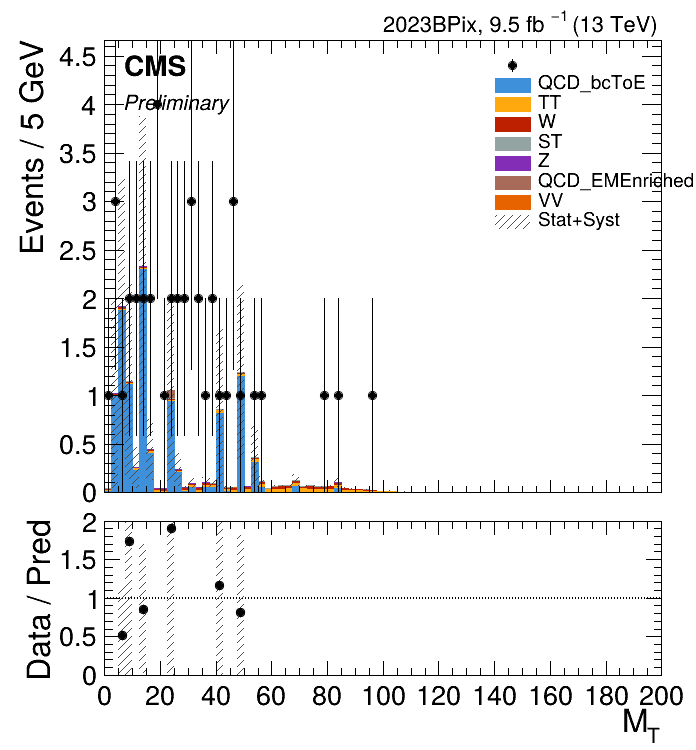 2023BPix, 9.5 fb⁻¹ (13 TeV)
CMS
Preliminary
Events / 5 GeV
4.5
4
3.5
3
2.5
2
1.5
1
0.5
0
QCD_bcToE
TT
W
ST
Z
QCD_EMEnriched
VV
Stat+Syst
Data / Pred
2
1.5
1
0.5
0
0 20 40 60 80 100 120 140 160 180 200
M_T